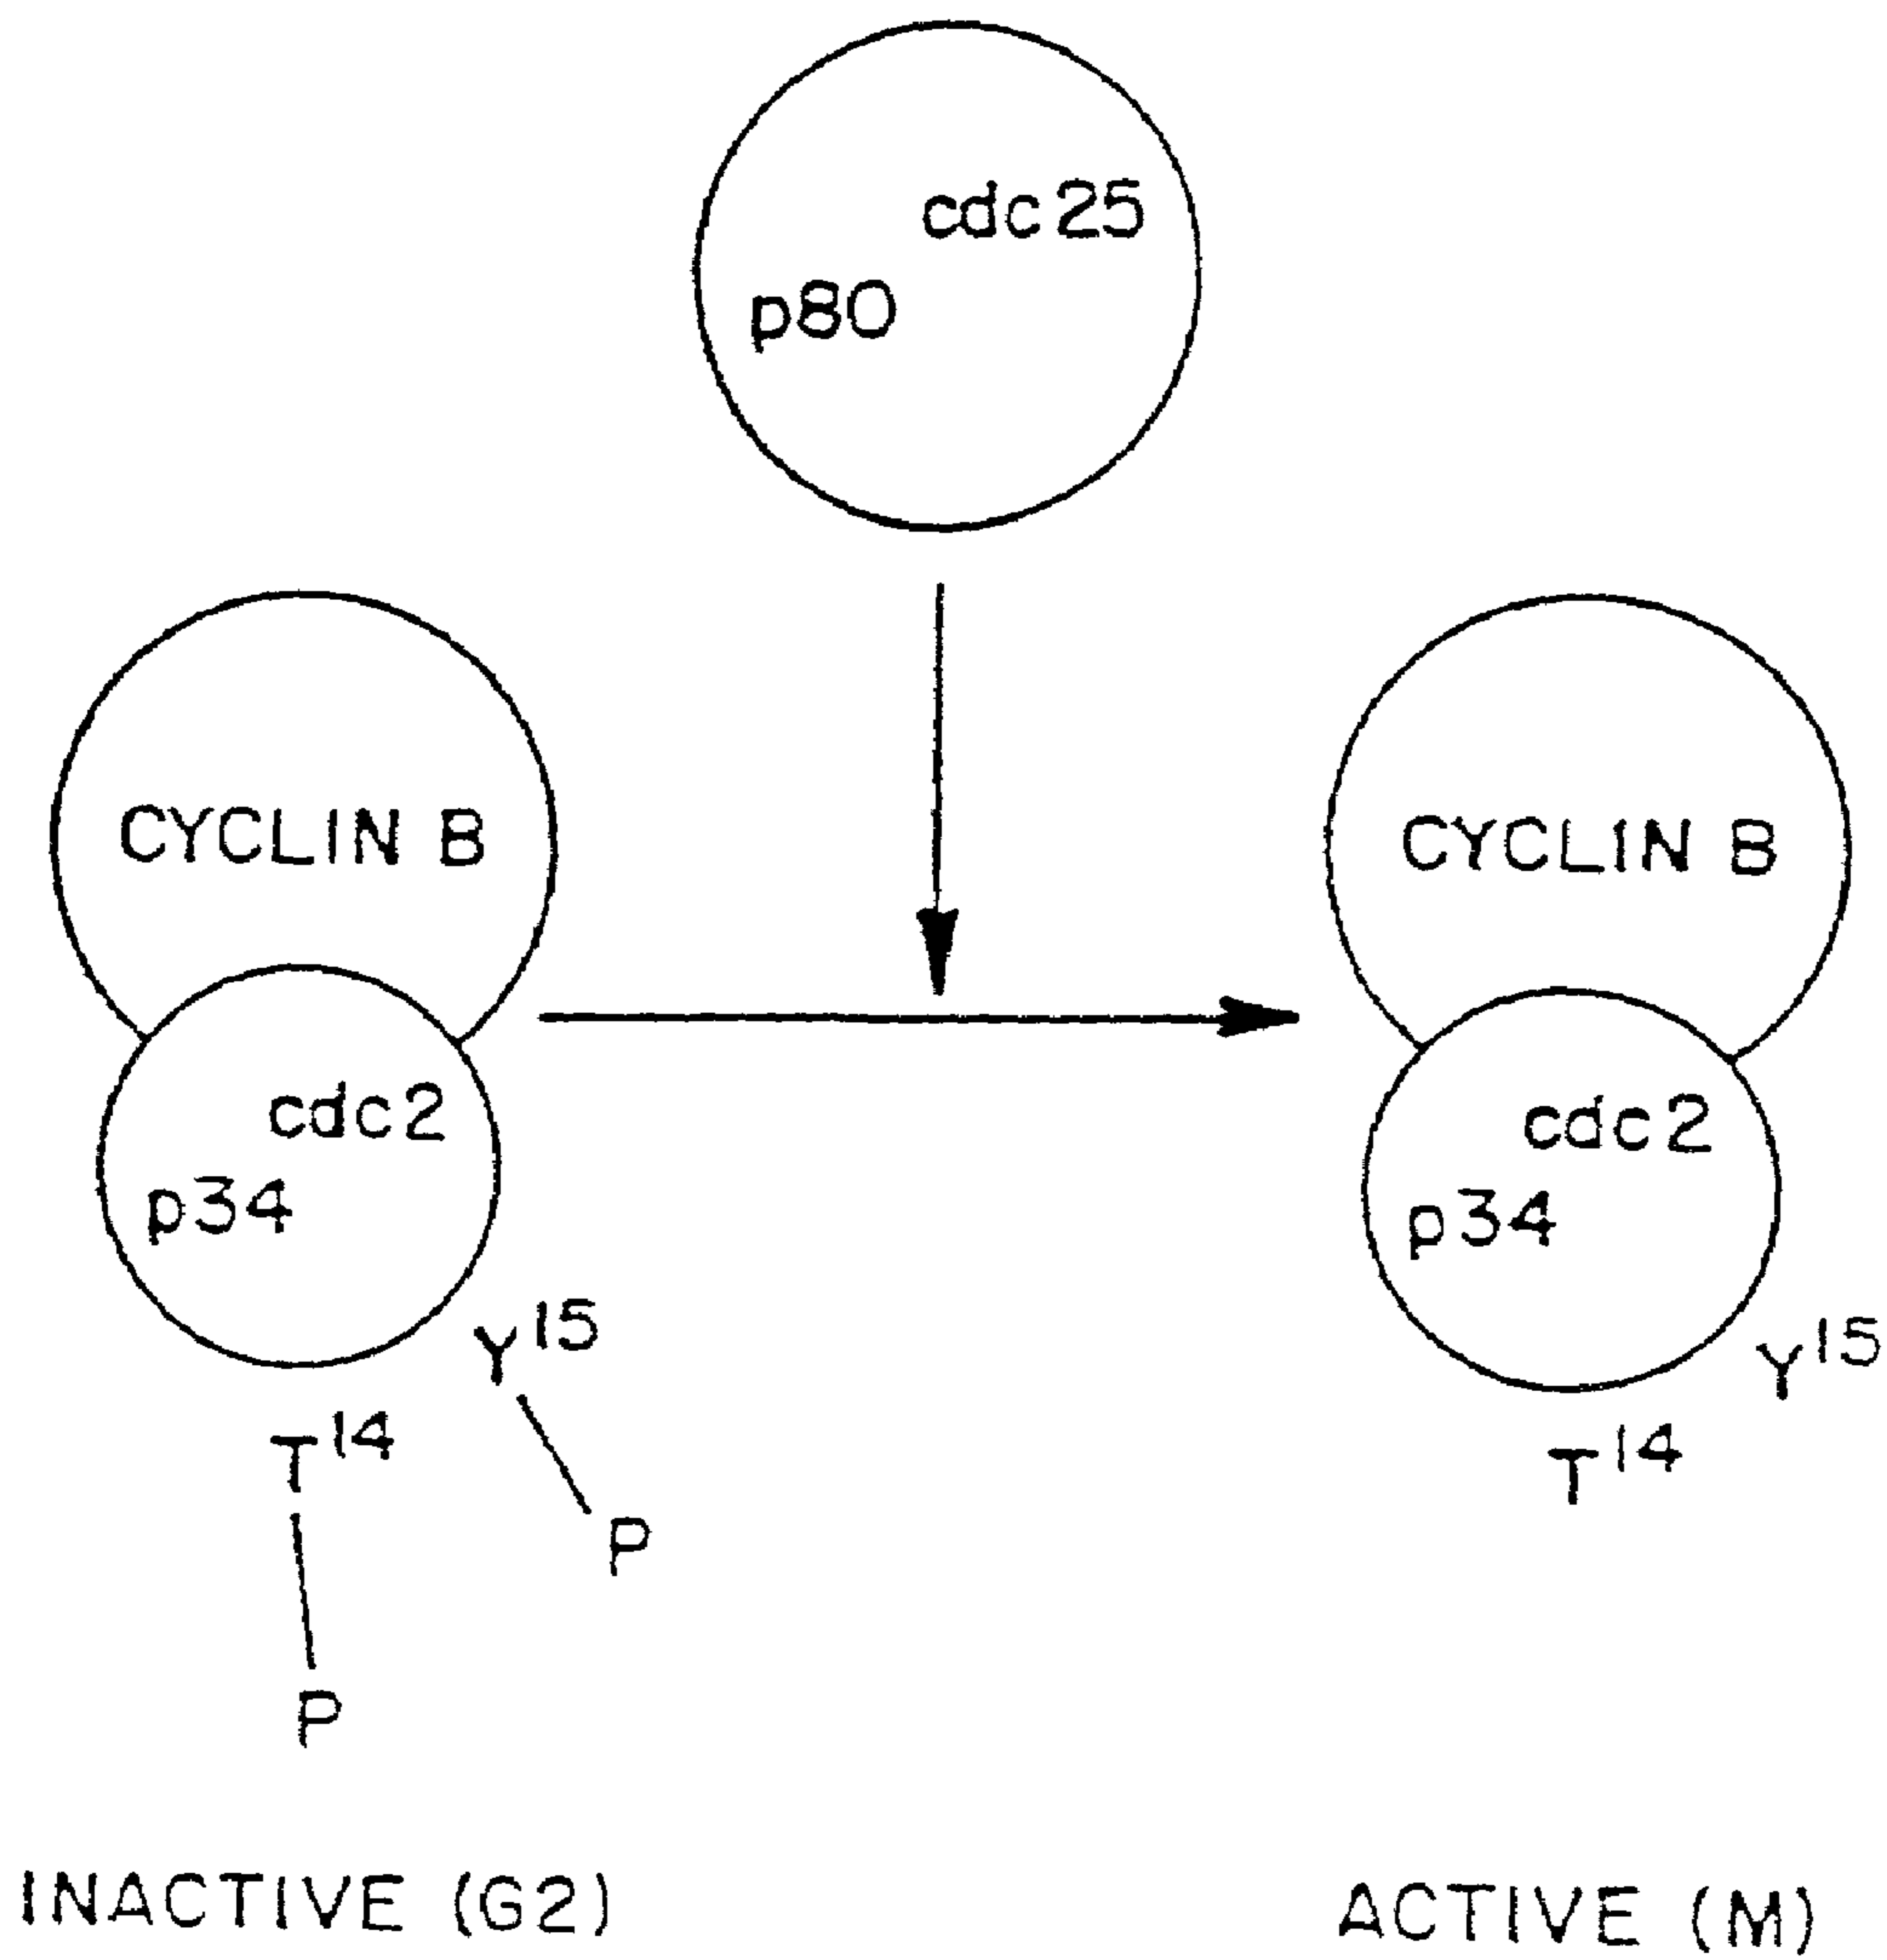 cdc25
p80
CYCLIN B
cdc2
p34
Y15
T14
P
P
INACTIVE (G2)
CYCLIN B
cdc2
p34
Y15
T14
ACTIVE (M)